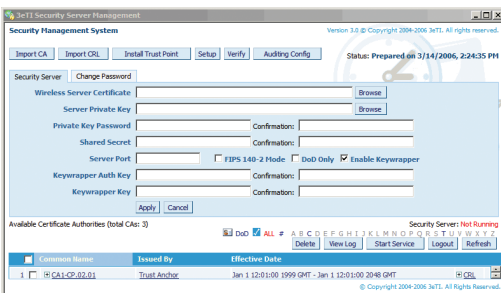 3eTI Security Server Management
Security Management System
Version 3.0 © Copyright 2004-2006 3eTI. All rights reserved.
Import CA Import CRL Install Trust Point Setup Verify Auditing Config
Status: Prepared on 3/14/2006, 2:24:35 PM
Security Server Change Password
Wireless Server Certificate Browse
Server Private Key Browse
Private Key Password Confirmation:
Shared Secret Confirmation:
Server Port FIPS 140-2 Mode DoD Only Enable Keywrapper
Keywrapper Auth Key Confirmation:
Keywrapper Key Confirmation:
Apply Cancel
Available Certificate Authorities (total CAs: 3) Security Server: Not Running
DoD ALL # A B C D E F G H I J K L M N O P Q R S T U V W X Y Z
Delete View Log Start Service Logout Refresh
Common Name Issued By Effective Date
1 CA1-CP.02.01 Trust Anchor Jan 1 12:01:00 1999 GMT - Jan 1 12:01:00 2048 GMT CRL
© Copyright 2004-2006 3eTI. All rights reserved.